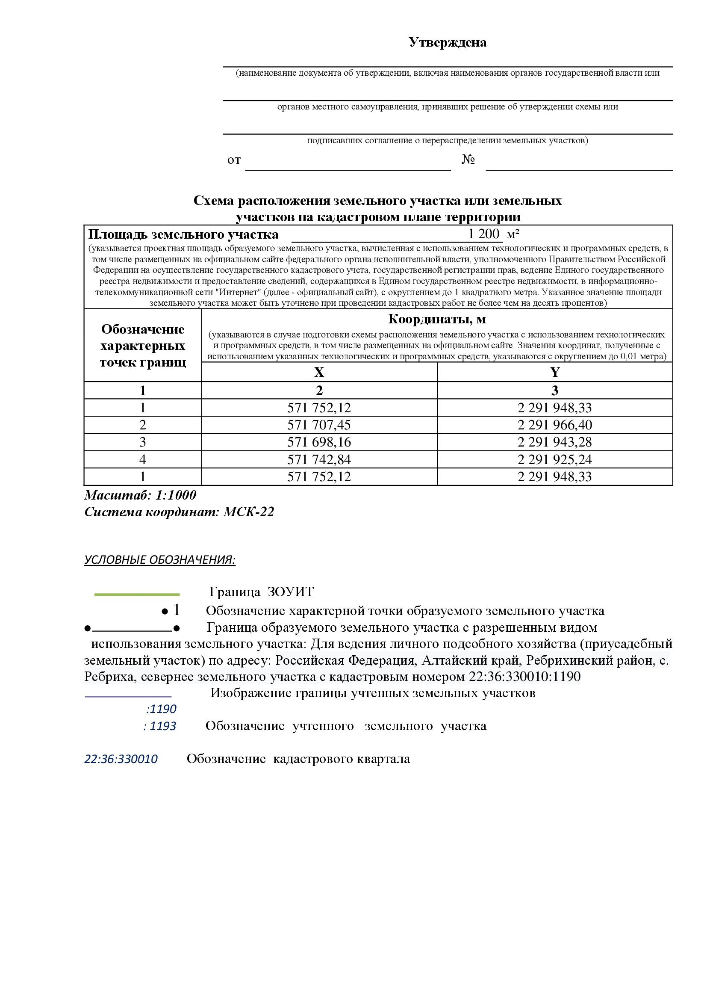 Утверждена
(наименование документа об утверждении, включая наименования органов государственной власти или
органов местного самоуправления, принявших решение об утверждении схемы или
подписавших соглашение о перераспределении земельных участков)
от №
Схема расположения земельного участка или земельных
участков на кадастровом плане территории
Площадь земельного участка 1 200 м²
(указывается проектная площадь образуемого земельного участка, вычисленная с использованием технологических и программных средств, в
том числе размещенных на официальном сайте федерального органа исполнительной власти, уполномоченного Правительством Российской
Федерации на осуществление государственного кадастрового учета, государственной регистрации прав, ведение Единого государственного
реестра недвижимости и предоставление сведений, содержащихся в Едином государственном реестре недвижимости, в информационно-
телекоммуникационной сети "Интернет" (далее - официальный сайт), с округлением до 1 квадратного метра. Указанное значение площади
земельного участка может быть уточнено при проведении кадастровых работ не более чем на десять процентов)
Обозначение
характерных
точек границ
Координаты, м
(указываются в случае подготовки схемы расположения земельного участка с использованием технологических
и программных средств, в том числе размещенных на официальном сайте. Значения координат, полученные с
использованием указанных технологических и программных средств, указываются с округлением до 0,01 метра)
X Y
1 2 3
1 571 752,12 2 291 948,33
2 571 707,45 2 291 966,40
3 571 698,16 2 291 943,28
4 571 742,84 2 291 925,24
1 571 752,12 2 291 948,33
Масштаб: 1:1000
Система координат: МСК-22
УСЛОВНЫЕ ОБОЗНАЧЕНИЯ:
Граница ЗОУИТ
● 1 Обозначение характерной точки образуемого земельного участка
Граница образуемого земельного участка с разрешенным видом
использования земельного участка: Для ведения личного подсобного хозяйства (приусадебный
земельный участок) по адресу: Российская Федерация, Алтайский край, Ребрихинский район, с.
Ребриха, севернее земельного участка с кадастровым номером 22:36:330010:1190
Изображение границы учтенных земельных участков
:1190
: 1193 Обозначение учтенного земельного участка
22:36:330010 Обозначение кадастрового квартала